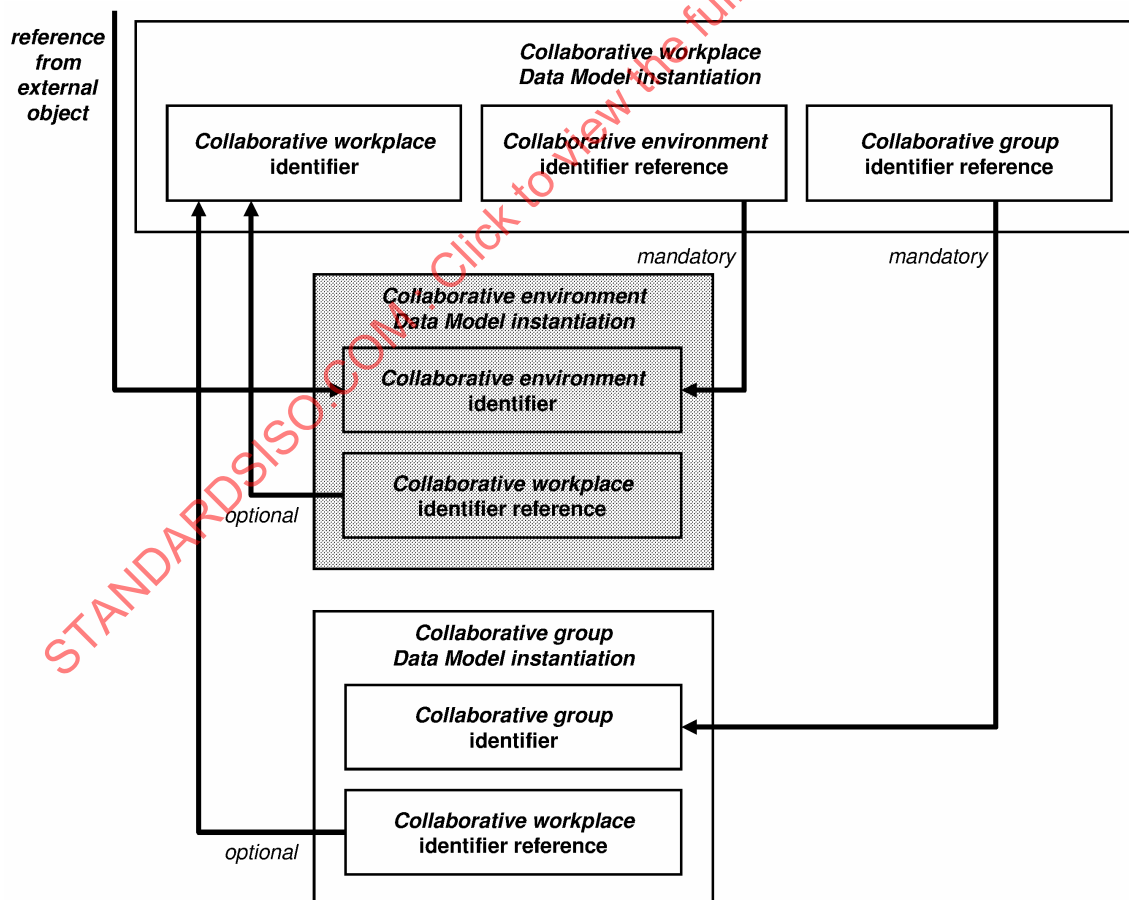 reference
from
external
object
Collaborative workplace
Data Model instantiation
Collaborative workplace
identifier
Collaborative environment
identifier reference
Collaborative group
identifier reference
mandatory
mandatory
Collaborative environment
Data Model instantiation
Collaborative environment
identifier
Collaborative workplace
identifier reference
optional
Collaborative group
Data Model instantiation
Collaborative group
identifier
Collaborative workplace
identifier reference
optional
STANDARDSISO.COM : Click to view the full